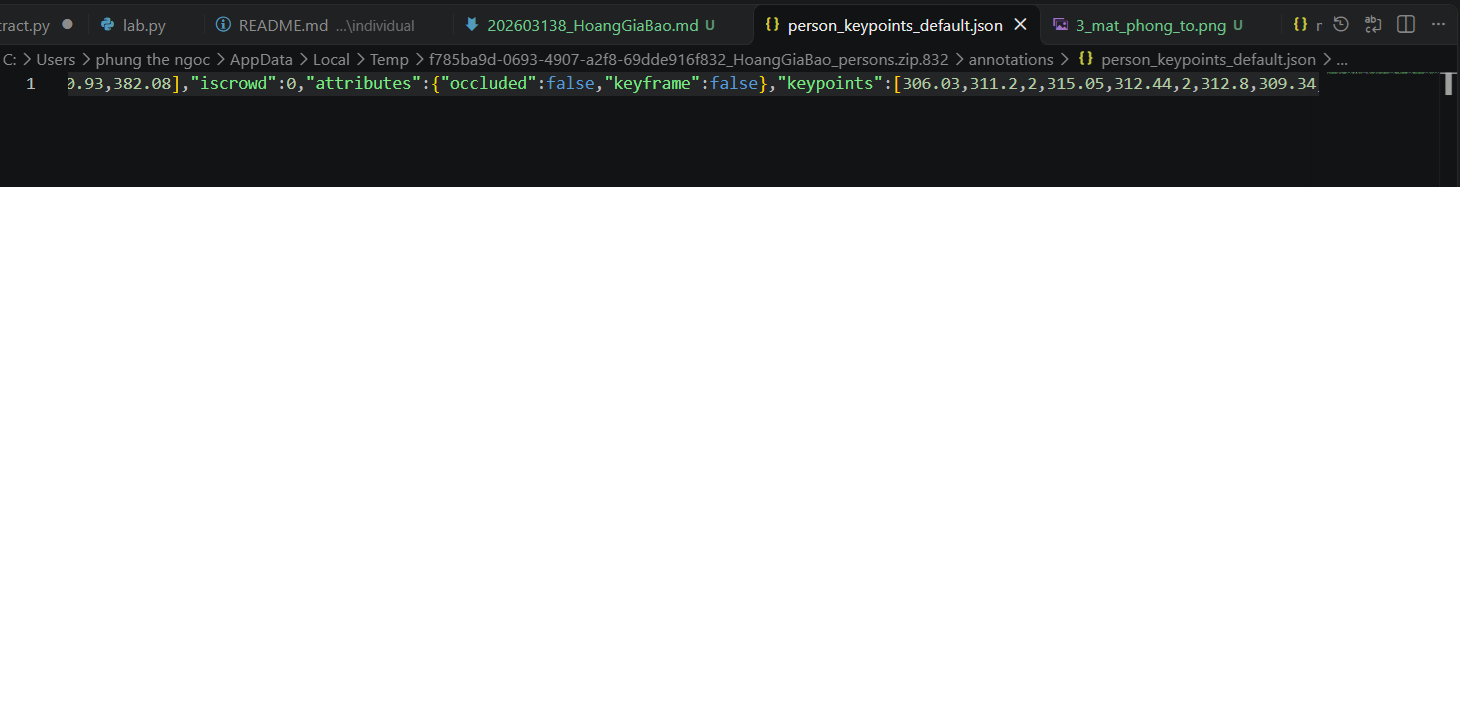 tract.py ● lab.py README.md ...\individual 202603138_HoangGiaBao.md U {} person_keypoints_default.json × 3_mat_phong_to.png U {} r ...
C: > Users > phung the ngoc > AppData > Local > Temp > f785ba9d-0693-4907-a2f8-69dde916f832_HoangGiaBao_persons.zip.832 > annotations > {} person_keypoints_default.json > ...
1 0.93,382.08],"iscrowd":0,"attributes":{"occluded":false,"keyframe":false},"keypoints":[306.03,311.2,2,315.05,312.44,2,312.8,309.34